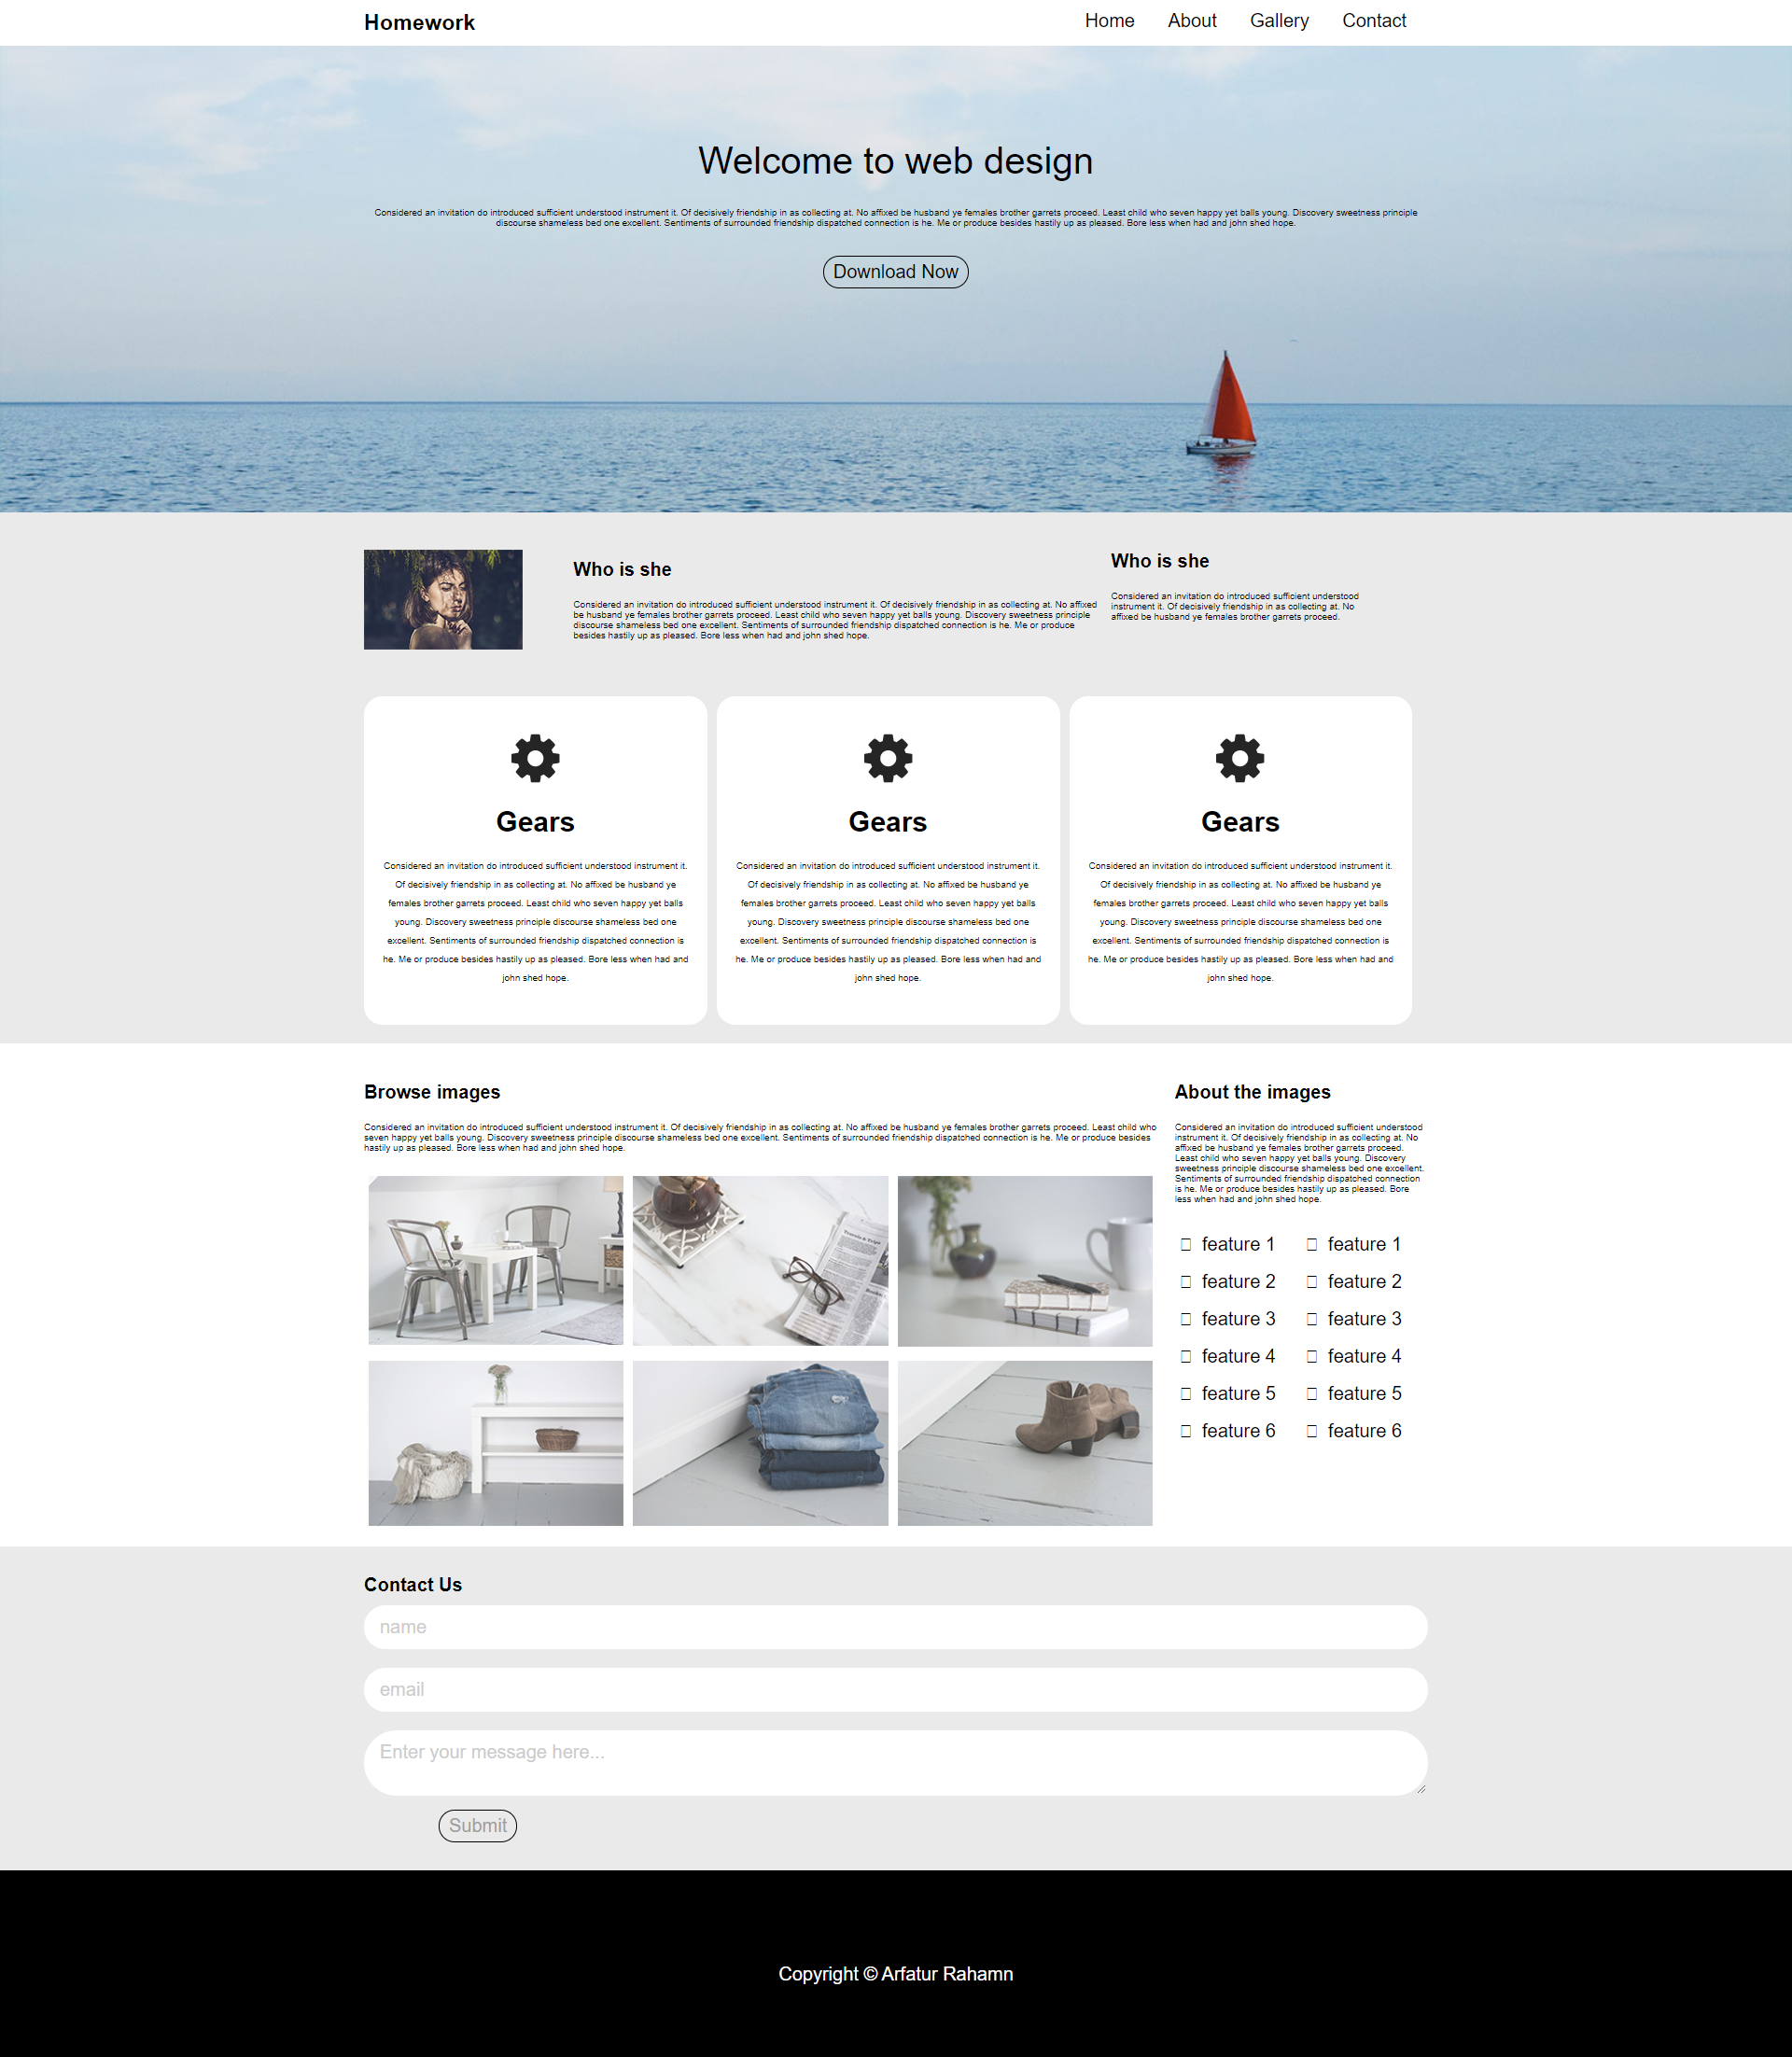 Homework
Home About Gallery Contact
Welcome to web design
Considered an invitation do introduced sufficient understood instrument it. Of decisively friendship in as collecting at. No affixed be husband ye females brother garrets proceed. Least child who seven happy yet balls young. Discovery sweetness principle
discourse shameless bed one excellent. Sentiments of surrounded friendship dispatched connection is he. Me or produce besides hastily up as pleased. Bore less when had and john shed hope.
Download Now
Who is she
Considered an invitation do introduced sufficient understood instrument it. Of decisively friendship in as collecting at. No affixed
be husband ye females brother garrets proceed. Least child who seven happy yet balls young. Discovery sweetness principle
discourse shameless bed one excellent. Sentiments of surrounded friendship dispatched connection is he. Me or produce
besides hastily up as pleased. Bore less when had and john shed hope.
Who is she
Considered an invitation do introduced sufficient understood
instrument it. Of decisively friendship in as collecting at. No
affixed be husband ye females brother garrets proceed.
Gears
Considered an invitation do introduced sufficient understood instrument it.
Of decisively friendship in as collecting at. No affixed be husband ye
females brother garrets proceed. Least child who seven happy yet balls
young. Discovery sweetness principle discourse shameless bed one
excellent. Sentiments of surrounded friendship dispatched connection is
he. Me or produce besides hastily up as pleased. Bore less when had and
john shed hope.
Gears
Considered an invitation do introduced sufficient understood instrument it.
Of decisively friendship in as collecting at. No affixed be husband ye
females brother garrets proceed. Least child who seven happy yet balls
young. Discovery sweetness principle discourse shameless bed one
excellent. Sentiments of surrounded friendship dispatched connection is
he. Me or produce besides hastily up as pleased. Bore less when had and
john shed hope.
Gears
Considered an invitation do introduced sufficient understood instrument it.
Of decisively friendship in as collecting at. No affixed be husband ye
females brother garrets proceed. Least child who seven happy yet balls
young. Discovery sweetness principle discourse shameless bed one
excellent. Sentiments of surrounded friendship dispatched connection is
he. Me or produce besides hastily up as pleased. Bore less when had and
john shed hope.
Browse images
Considered an invitation do introduced sufficient understood instrument it. Of decisively friendship in as collecting at. No affixed be husband ye females brother garrets proceed. Least child who
seven happy yet balls young. Discovery sweetness principle discourse shameless bed one excellent. Sentiments of surrounded friendship dispatched connection is he. Me or produce besides
hastily up as pleased. Bore less when had and john shed hope.
About the images
Considered an invitation do introduced sufficient understood
instrument it. Of decisively friendship in as collecting at. No
affixed be husband ye females brother garrets proceed.
Least child who seven happy yet balls young. Discovery
sweetness principle discourse shameless bed one excellent.
Sentiments of surrounded friendship dispatched connection
is he. Me or produce besides hastily up as pleased. Bore
less when had and john shed hope.
feature 1 feature 1
feature 2 feature 2
feature 3 feature 3
feature 4 feature 4
feature 5 feature 5
feature 6 feature 6
Contact Us
name
email
Enter your message here...
Submit
Copyright © Arfatur Rahamn